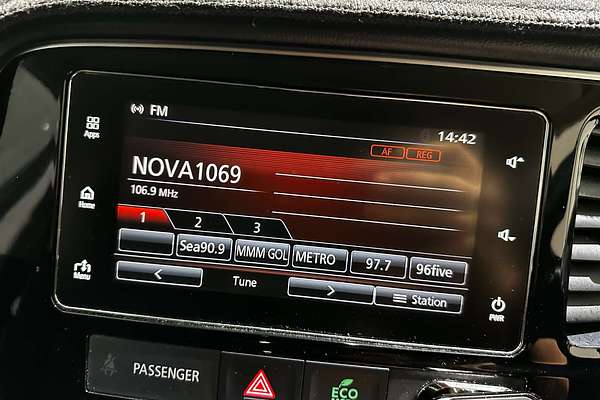 FM
14:42
Apps
AF REG
NOVA1069
106.9 MHz
Home
1 2 3
Sea90.9 MMM GOL METRO 97.7 96five
Menu
< Tune > Station
PWR
PASSENGER
ECO